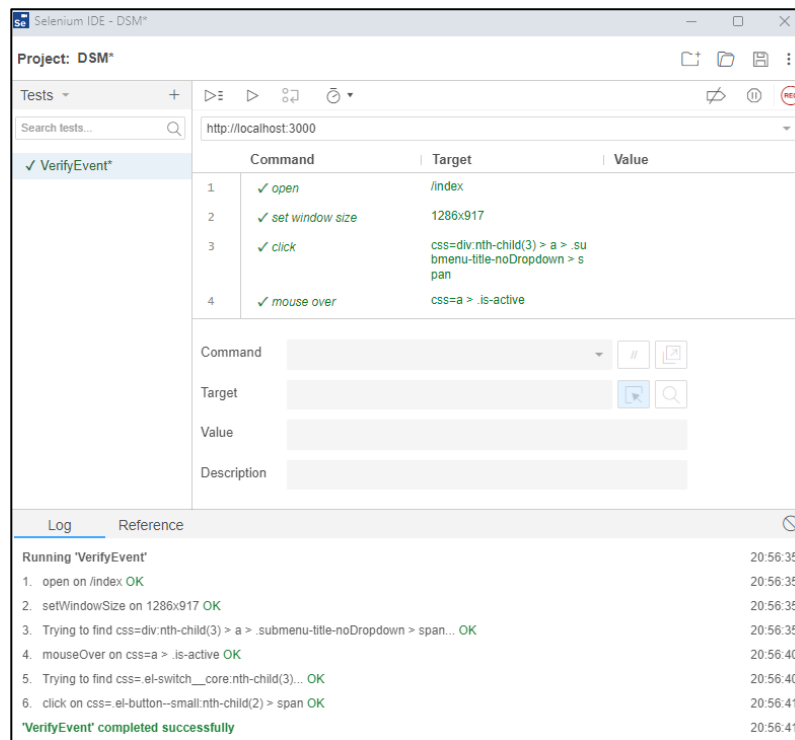 Se Selenium IDE - DSM*
Project: DSM*
Tests
http://localhost:3000
REC
Search tests...
✓ VerifyEvent*
Command Target Value
1 ✓ open /index
2 ✓ set window size 1286x917
3 ✓ click css=div:nth-child(3) > a > .su
bmenu-title-noDropdown > s
pan
4 ✓ mouse over css=a > .is-active
Command //
Target
Value
Description
Log Reference
Running 'VerifyEvent' 20:56:35
1. open on /index OK 20:56:35
2. setWindowSize on 1286x917 OK 20:56:35
3. Trying to find css=div:nth-child(3) > a > .submenu-title-noDropdown > span... OK 20:56:35
4. mouseOver on css=a > .is-active OK 20:56:40
5. Trying to find css=.el-switch__core:nth-child(3)... OK 20:56:40
6. click on css=.el-button--small:nth-child(2) > span OK 20:56:41
'VerifyEvent' completed successfully 20:56:41